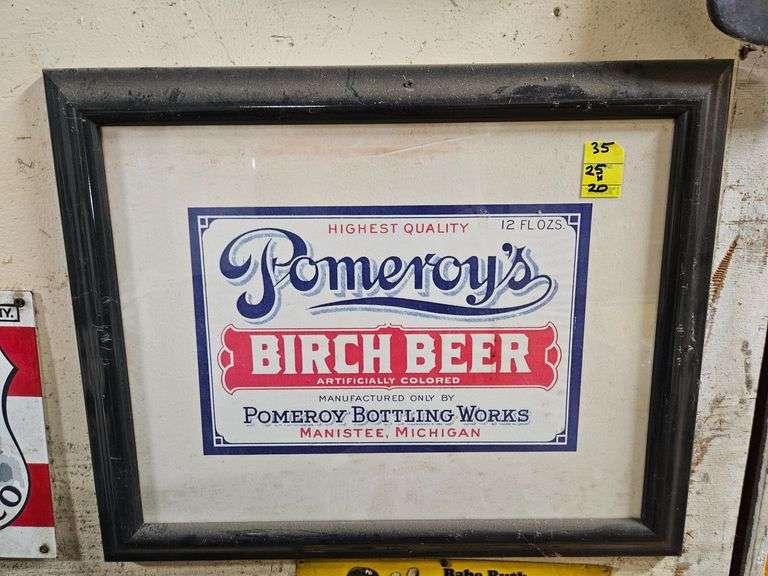 35
25
x
20
HIGHEST QUALITY
12 FL OZS.
Pomeroy's
BIRCH BEER
ARTIFICIALLY COLORED
MANUFACTURED ONLY BY
POMEROY BOTTLING WORKS
MANISTEE, MICHIGAN
Y.
CO
Babe Ruth